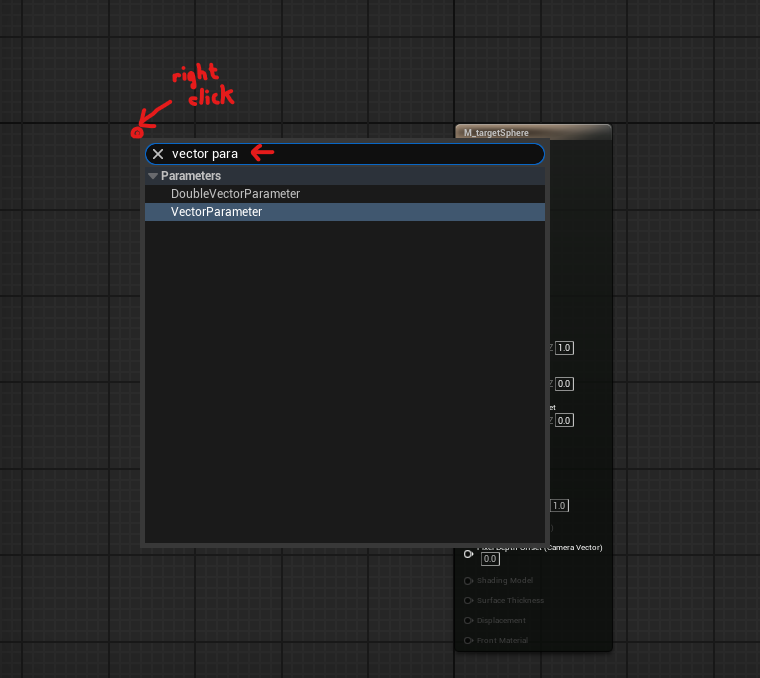 right
click
M_targetSphere
vector para
Parameters
DoubleVectorParameter
VectorParameter
Z 1.0
Z 0.0
et
Z 0.0
1.0
)
Pixel Depth Offset (Camera Vector)
0.0
Shading Model
Surface Thickness
Displacement
Front Material